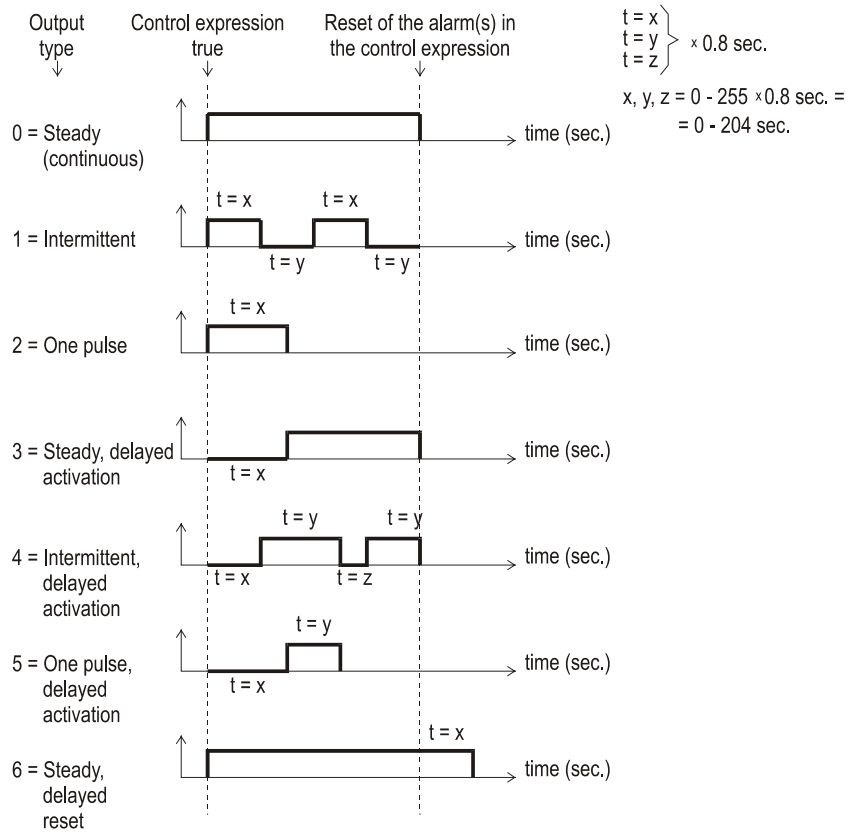 Output
type
Control expression
true
Reset of the alarm(s) in
the control expression
t = x
t = y
t = z
× 0.8 sec.
x, y, z = 0 - 255 ×0.8 sec. =
= 0 - 204 sec.
0 = Steady
(continuous)
time (sec.)
t = x
t = x
1 = Intermittent
time (sec.)
t = y
t = y
t = x
2 = One pulse
time (sec.)
3 = Steady, delayed
activation
time (sec.)
t = x
t = y
t = y
4 = Intermittent,
delayed
activation
time (sec.)
t = x
t = z
t = y
5 = One pulse,
delayed
activation
time (sec.)
t = x
t = x
6 = Steady,
delayed
reset
time (sec.)